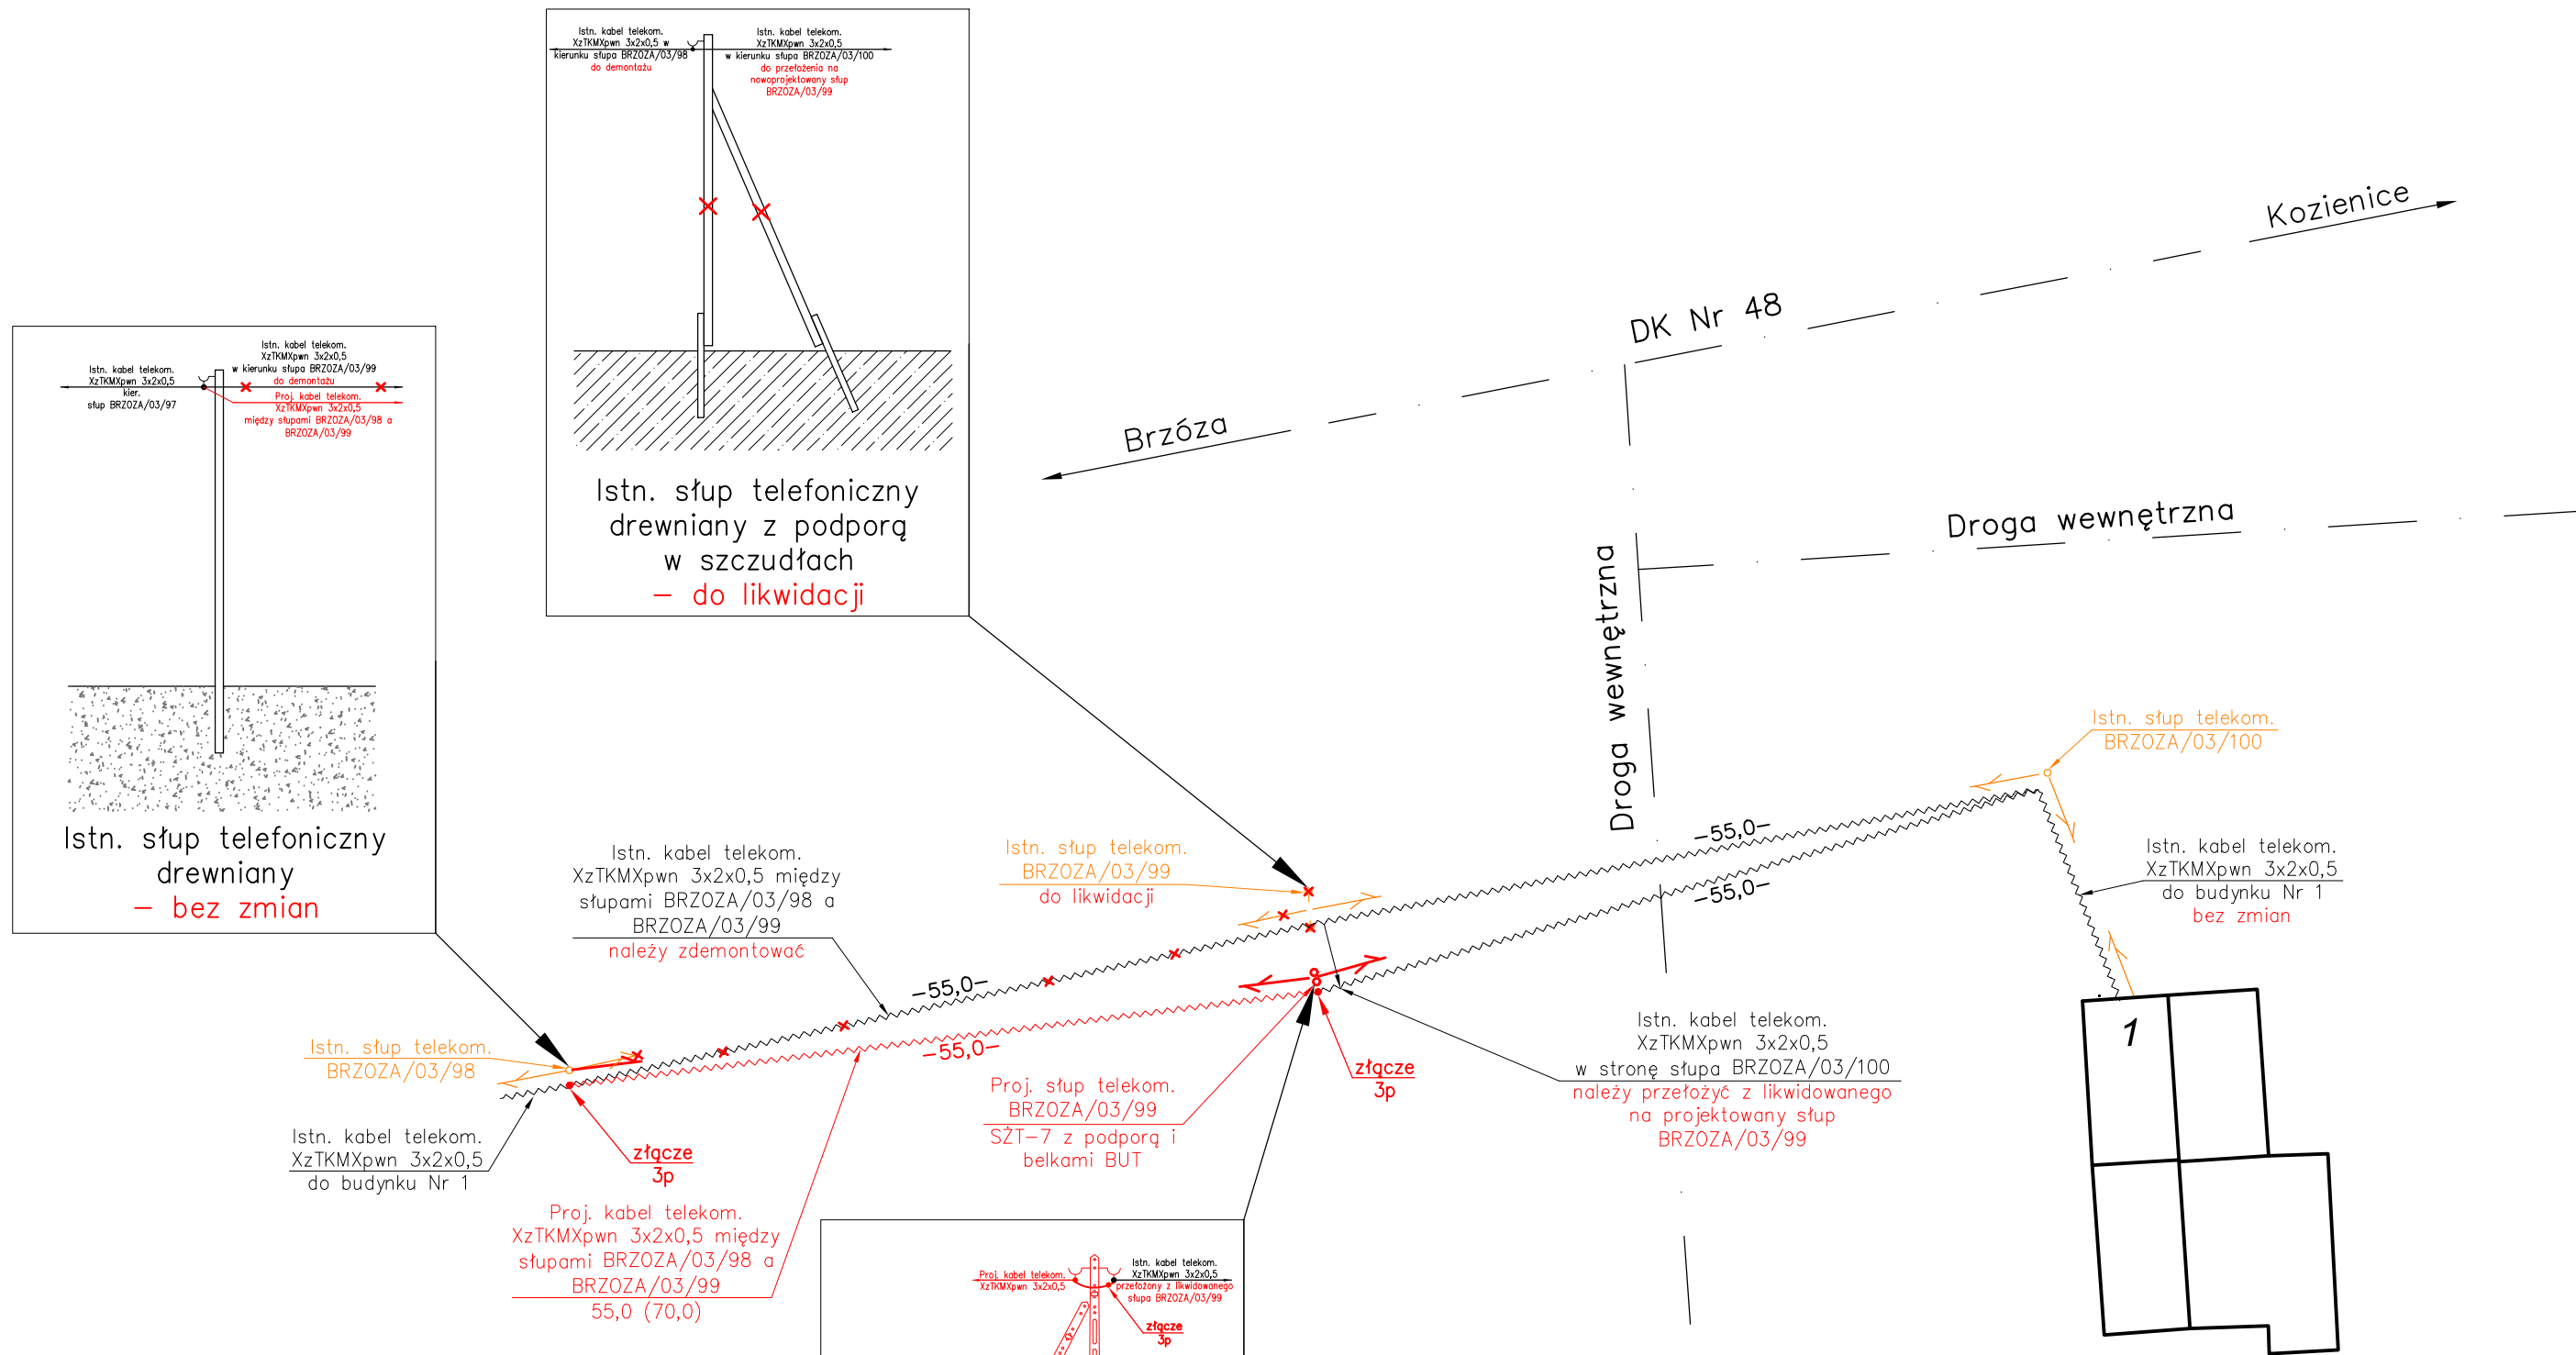 Istn. kabel telekom.
XzTKMXpwn 3x2x0,5 w
kierunku słupa BRZOZA/03/98
do demontażu
Istn. kabel telekom.
XzTKMXpwn 3x2x0,5
w kierunku słupa BRZOZA/03/100
do przełożenia na
nowoprojektowany słup
BRZOZA/03/99
Istn. słup telefoniczny
drewniany z podporą
w szczudłach
– do likwidacji
Istn. kabel telekom.
XzTKMXpwn 3x2x0,5
kier.
słup BRZOZA/03/97
Istn. kabel telekom.
XzTKMXpwn 3x2x0,5
w kierunku słupa BRZOZA/03/99
do demontażu
Proj. kabel telekom.
XzTKMXpwn 3x2x0,5
między słupami BRZOZA/03/98 a
BRZOZA/03/99
Istn. słup telefoniczny
drewniany
– bez zmian
Kozienice
DK Nr 48
Brzóza
Droga wewnętrzna
Droga wewnętrzna
Istn. słup telekom.
BRZOZA/03/100
Istn. kabel telekom.
XzTKMXpwn 3x2x0,5
do budynku Nr 1
bez zmian
Istn. kabel telekom.
XzTKMXpwn 3x2x0,5 między
słupami BRZOZA/03/98 a
BRZOZA/03/99
należy zdemontować
Istn. słup telekom.
BRZOZA/03/99
do likwidacji
–55,0–
–55,0–
–55,0–
–55,0–
Istn. słup telekom.
BRZOZA/03/98
Istn. kabel telekom.
XzTKMXpwn 3x2x0,5
do budynku Nr 1
złącze
3p
Proj. kabel telekom.
XzTKMXpwn 3x2x0,5 między
słupami BRZOZA/03/98 a
BRZOZA/03/99
55,0 (70,0)
Proj. słup telekom.
BRZOZA/03/99
SŻT–7 z podporą i
belkami BUT
złącze
3p
Istn. kabel telekom.
XzTKMXpwn 3x2x0,5
w stronę słupa BRZOZA/03/100
należy przełożyć z likwidowanego
na projektowany słup
BRZOZA/03/99
1
Proj. kabel telekom.
XzTKMXpwn 3x2x0,5
Istn. kabel telekom.
XzTKMXpwn 3x2x0,5
przełożony z likwidowanego
słupa BRZOZA/03/99
złącze
3p